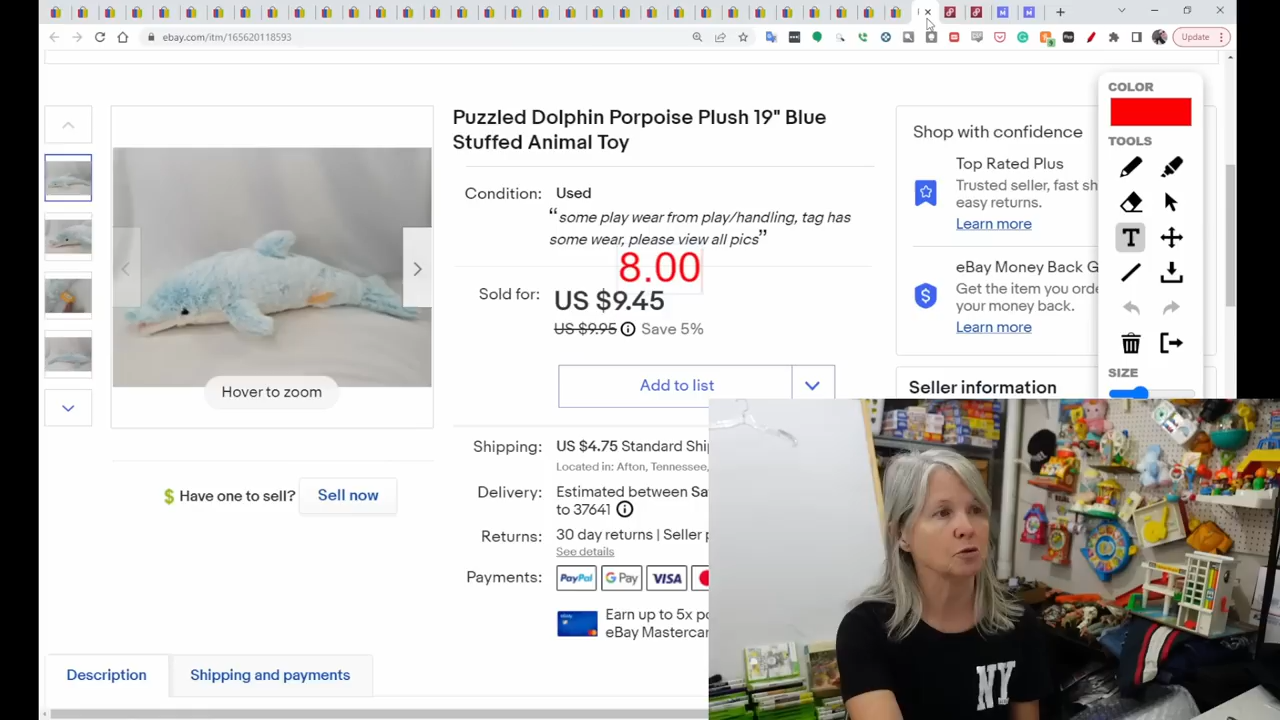 ebay.com/itm/165620118593
Update
Puzzled Dolphin Porpoise Plush 19" Blue
Stuffed Animal Toy
Condition: Used
“some play wear from play/handling, tag has
some wear, please view all pics”
8.00
Sold for: US $9.45
US $9.95 Save 5%
Add to list
Shipping: US $4.75 Standard Ship
Located in: Afton, Tennessee,
Delivery: Estimated between Sa
to 37641
Returns: 30 day returns | Seller p
See details
Payments: PayPal G Pay VISA
Earn up to 5x po
eBay Mastercar
Hover to zoom
Have one to sell? Sell now
Description
Shipping and payments
Shop with confidence
Top Rated Plus
Trusted seller, fast sh
easy returns.
Learn more
eBay Money Back G
Get the item you orde
your money back.
Learn more
Seller information
COLOR
TOOLS
T
SIZE
NY